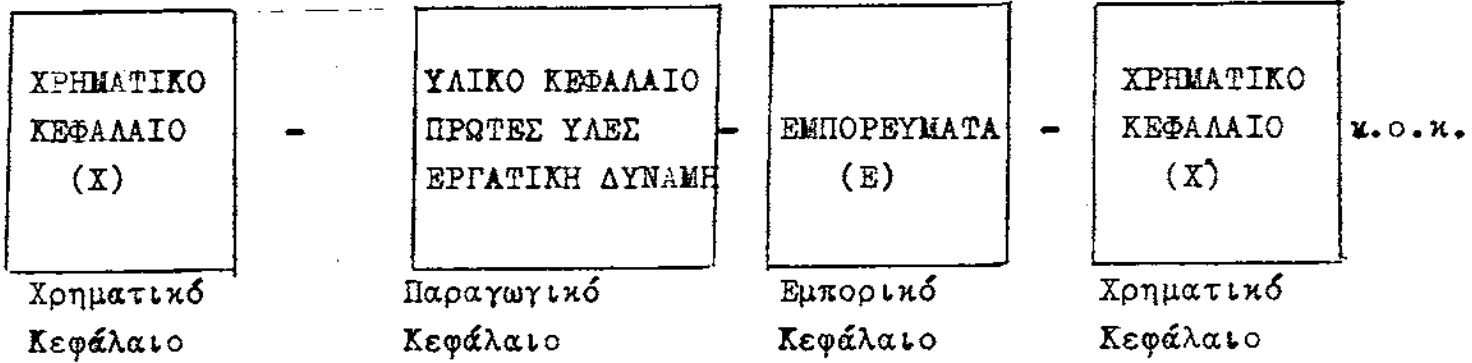 ΧΡΗΜΑΤΙΚΟ
ΚΕΦΑΛΑΙΟ
(Χ)
-
ΥΛΙΚΟ ΚΕΦΑΛΑΙΟ
ΠΡΩΤΕΣ ΥΛΕΣ
ΕΡΓΑΤΙΚΗ ΔΥΝΑΜΗ
-
ΕΜΠΟΡΕΥΜΑΤΑ
(Ε)
-
ΧΡΗΜΑΤΙΚΟ
ΚΕΦΑΛΑΙΟ
(Χ́)
κ.ο.κ.
Χρηματικό
Κεφάλαιο
Παραγωγικό
Κεφάλαιο
Εμπορικό
Κεφάλαιο
Χρηματικό
Κεφάλαιο